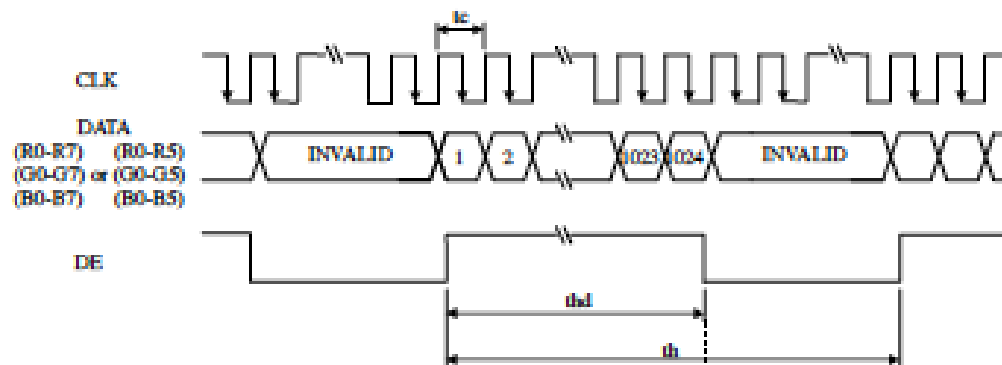 tc
CLK
DATA
(R0-R7) (R0-R5)
(G0-G7) or (G0-G5)
(B0-B7) (B0-B5)
INVALID 1 2 1023 1024 INVALID
DE
thd
th